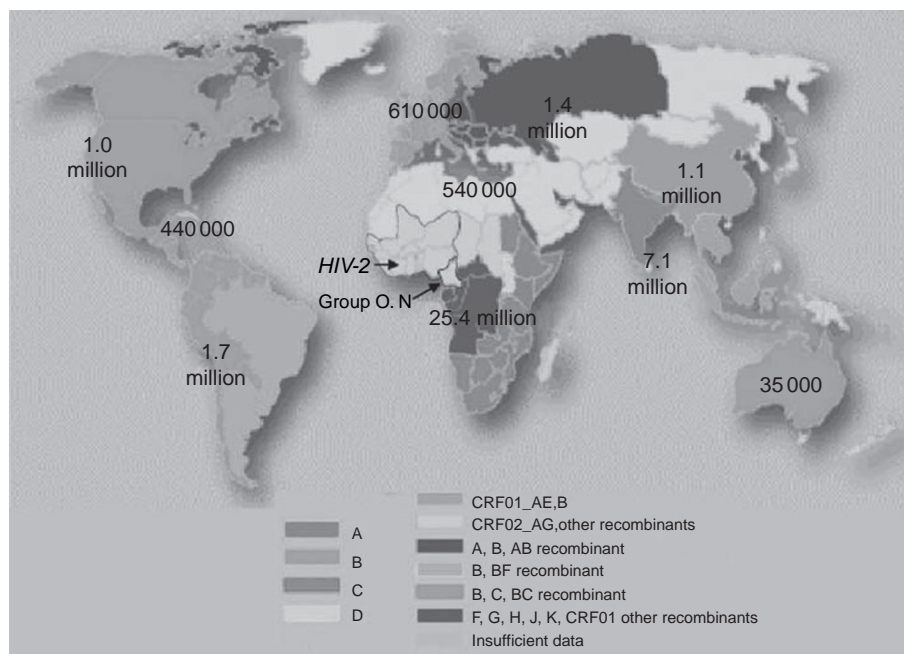 610 000
1.4
million
1.0
million
1.1
million
540 000
440 000
HIV-2
7.1
million
Group O. N
25.4 million
1.7
million
35 000
A
B
C
D
CRF01_AE,B
CRF02_AG,other recombinants
A, B, AB recombinant
B, BF recombinant
B, C, BC recombinant
F, G, H, J, K, CRF01 other recombinants
Insufficient data